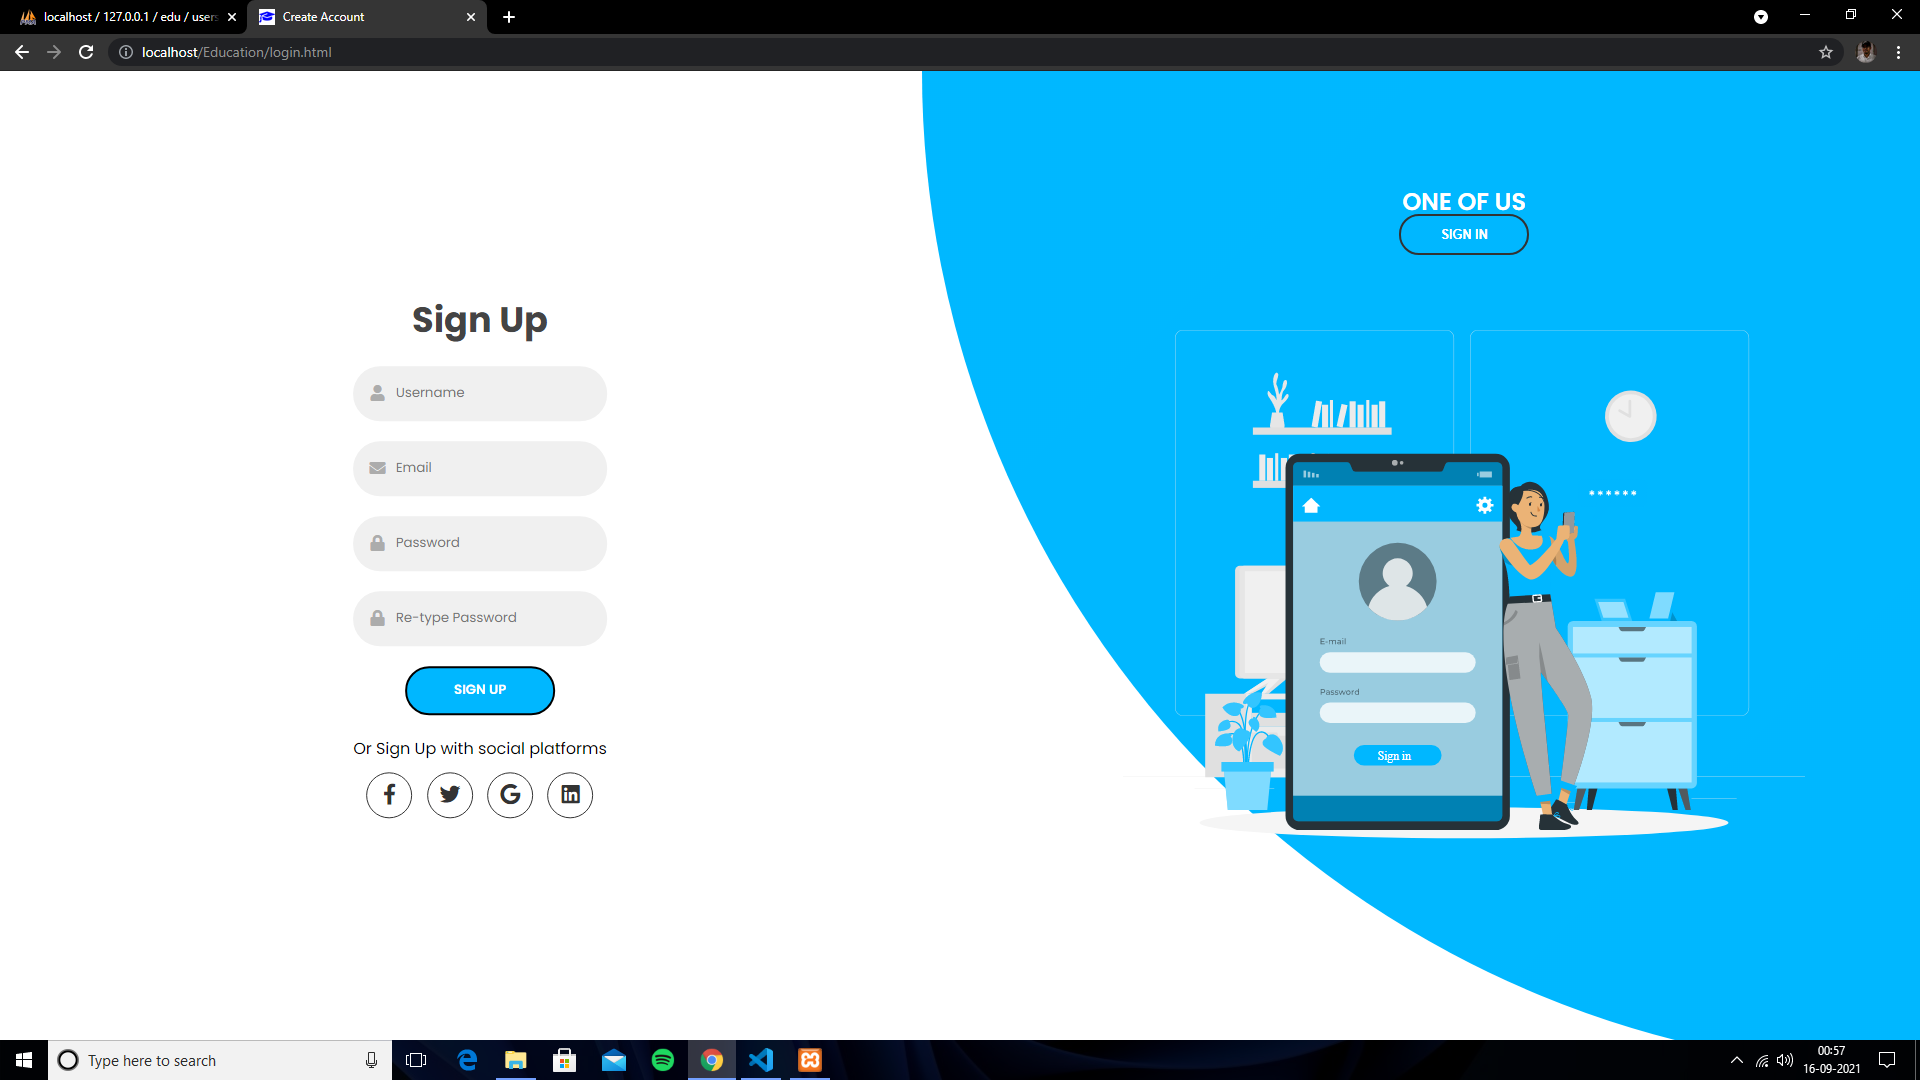 localhost / 127.0.0.1 / edu / users
Create Account
localhost/Education/login.html
ONE OF US
SIGN IN
Sign Up
Username
Email
Password
Re-type Password
SIGN UP
Or Sign Up with social platforms
******
E-mail
Password
Sign in
Type here to search
00:57
16-09-2021